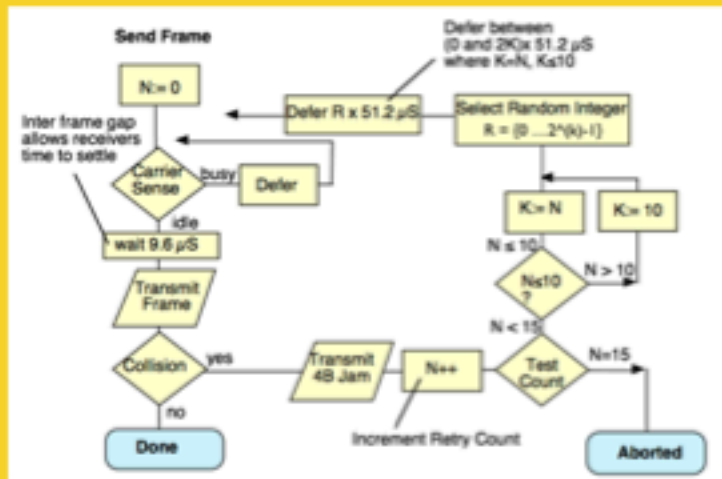 Send Frame
N:= 0
Inter frame gap
allows receivers
time to settle
Carrier
Sense
busy
Defer
idle
wait 9.6 µS
Transmit
Frame
Collision
yes
no
Done
Transmit
4B Jam
N++
Increment Retry Count
Test
Count
N=15
Aborted
N < 15
N≤10
?
N > 10
N ≤ 10
K:= N
K:= 10
Select Random Integer
R = {0 ....2^(k)-1}
Defer R x 51.2 µS
Defer between
(0 and 2K)x 51.2 µS
where K=N, K≤10